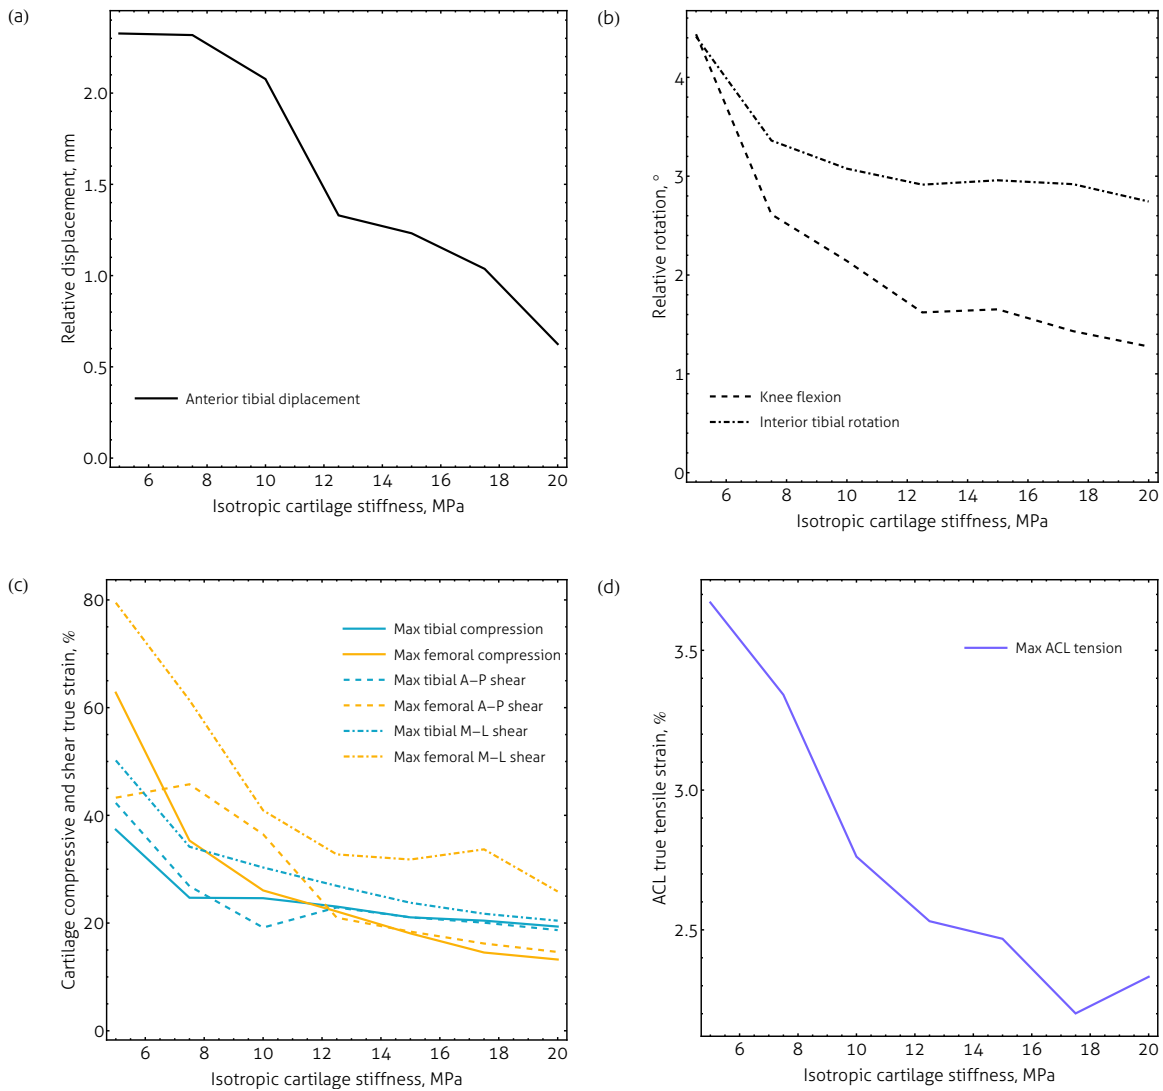 (a)
Relative displacement, mm
2.0
1.5
1.0
0.5
0.0
Anterior tibial diplacement
6 8 10 12 14 16 18 20
Isotropic cartilage stiffness, MPa
(b)
Relative rotation, °
4
3
2
1
0
Knee flexion
Interior tibial rotation
6 8 10 12 14 16 18 20
Isotropic cartilage stiffness, MPa
(c)
Cartilage compressive and shear true strain, %
80
60
40
20
0
Max tibial compression
Max femoral compression
Max tibial A–P shear
Max femoral A–P shear
Max tibial M–L shear
Max femoral M–L shear
6 8 10 12 14 16 18 20
Isotropic cartilage stiffness, MPa
(d)
ACL true tensile strain, %
3.5
3.0
2.5
Max ACL tension
6 8 10 12 14 16 18 20
Isotropic cartilage stiffness, MPa